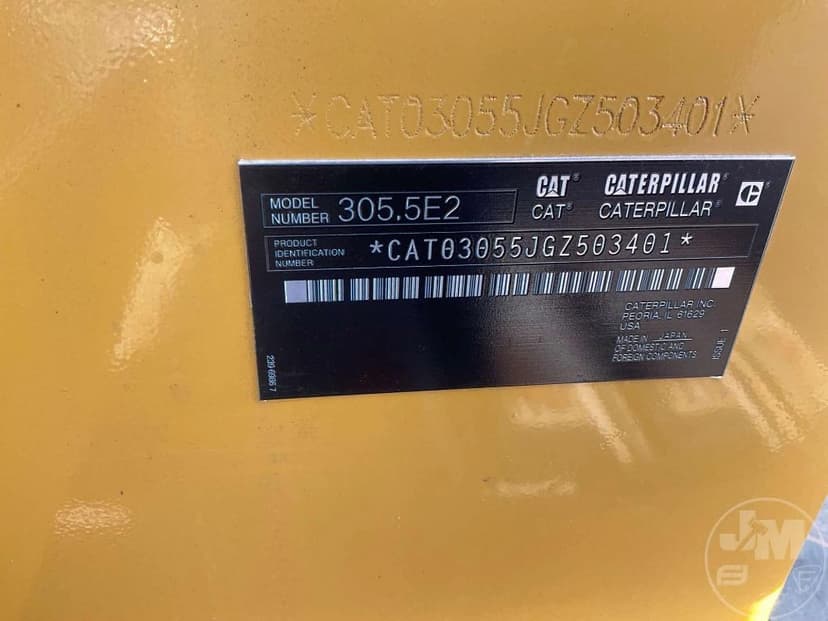 *CAT03055JGZ503401*
CAT® CATERPILLAR®
MODEL NUMBER 305.5E2
CAT® CATERPILLAR®
PRODUCT IDENTIFICATION NUMBER *CAT03055JGZ503401*
CATERPILLAR INC.
PEORIA, IL 61629
USA
MADE IN JAPAN
OF DOMESTIC AND
FOREIGN COMPONENTS
JM